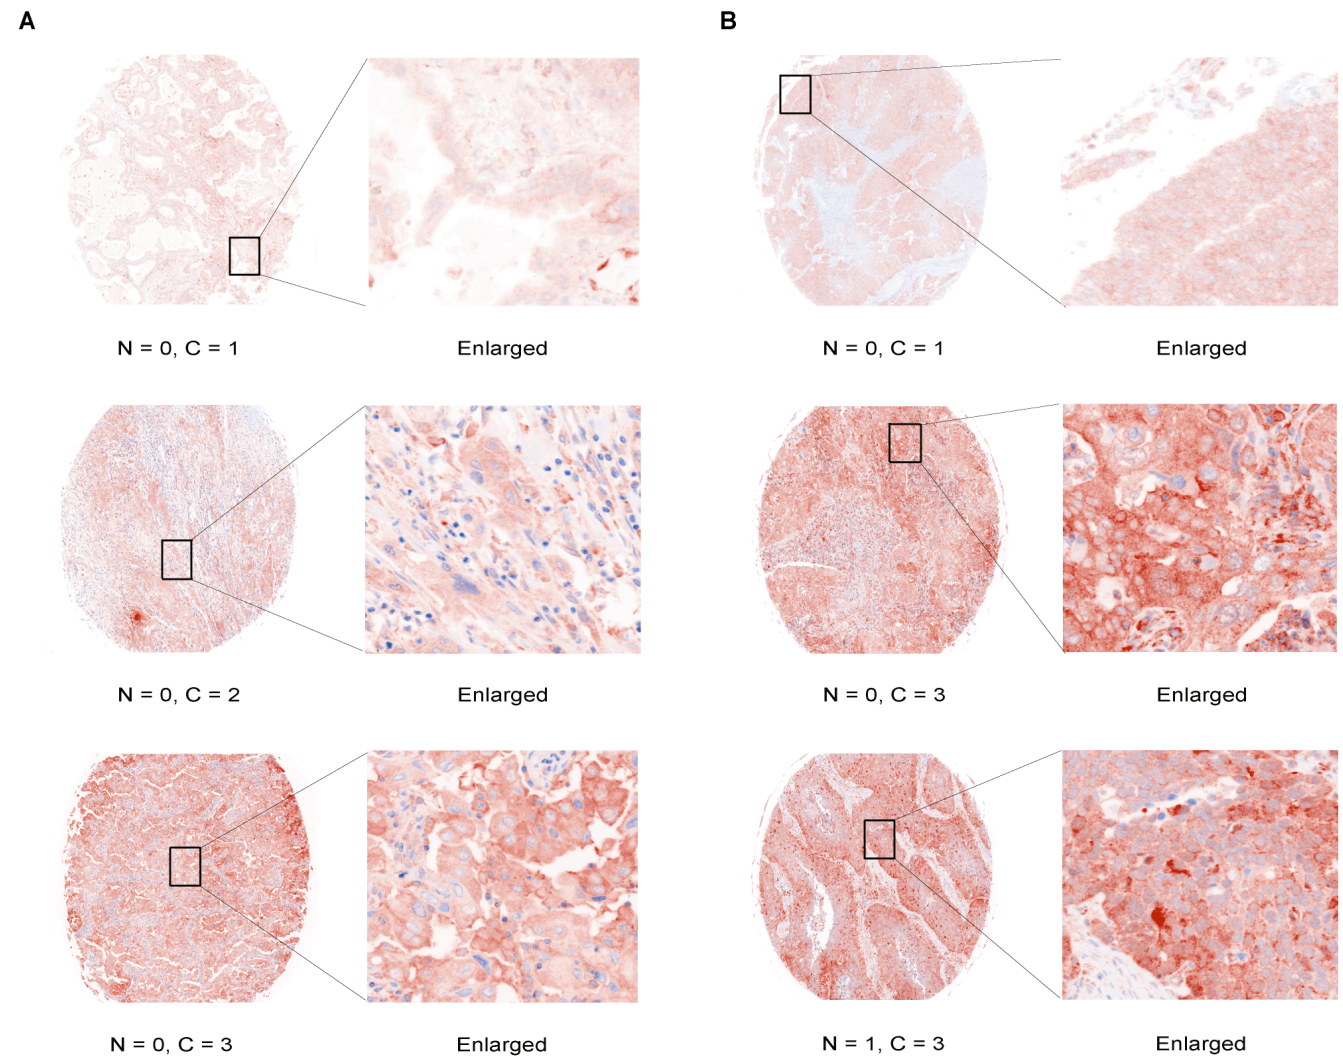 A
B
N = 0, C = 1
Enlarged
N = 0, C = 1
Enlarged
N = 0, C = 2
Enlarged
N = 0, C = 3
Enlarged
N = 0, C = 3
Enlarged
N = 1, C = 3
Enlarged